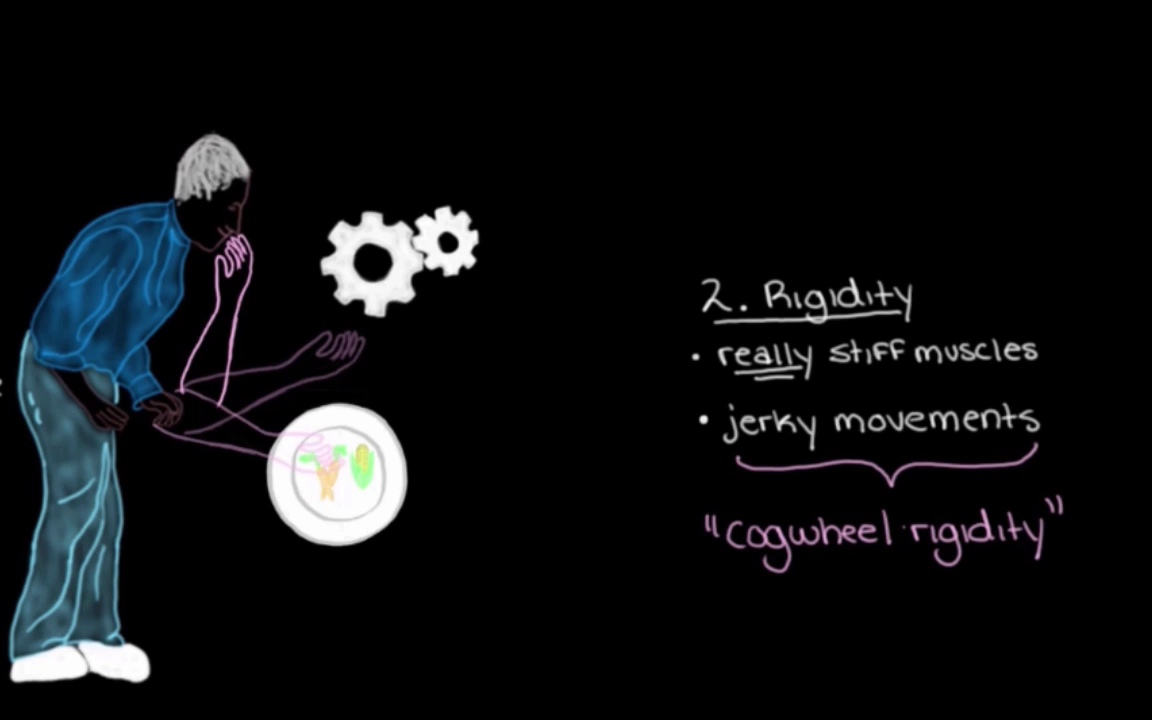 2. Rigidity
• really stiff muscles
• jerky movements
"cogwheel rigidity"